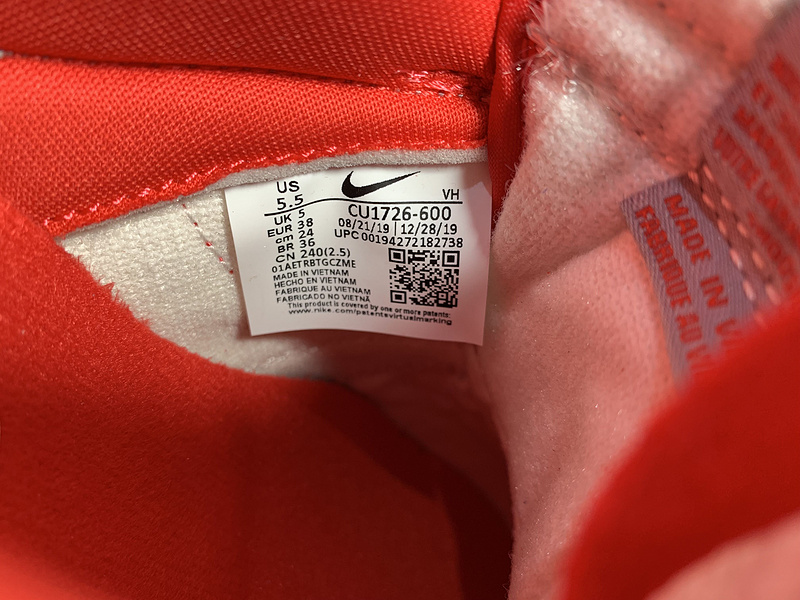 US
5.5
UK 5
EUR 38
cm 24
BR 36
CN 240(2.5)
VH
CU1726-600
08/21/19 | 12/28/19
UPC 00194272182738
01AETRBTGCZME
MADE IN VIETNAM
HECHO EN VIETNAM
FABRIQUE AU VIETNAM
FABRICADO NO VIETNÃ
This product is covered by one or more patents:
www.nike.com/patentsvirtualmarking
MADE IN
FABRIQUE AU